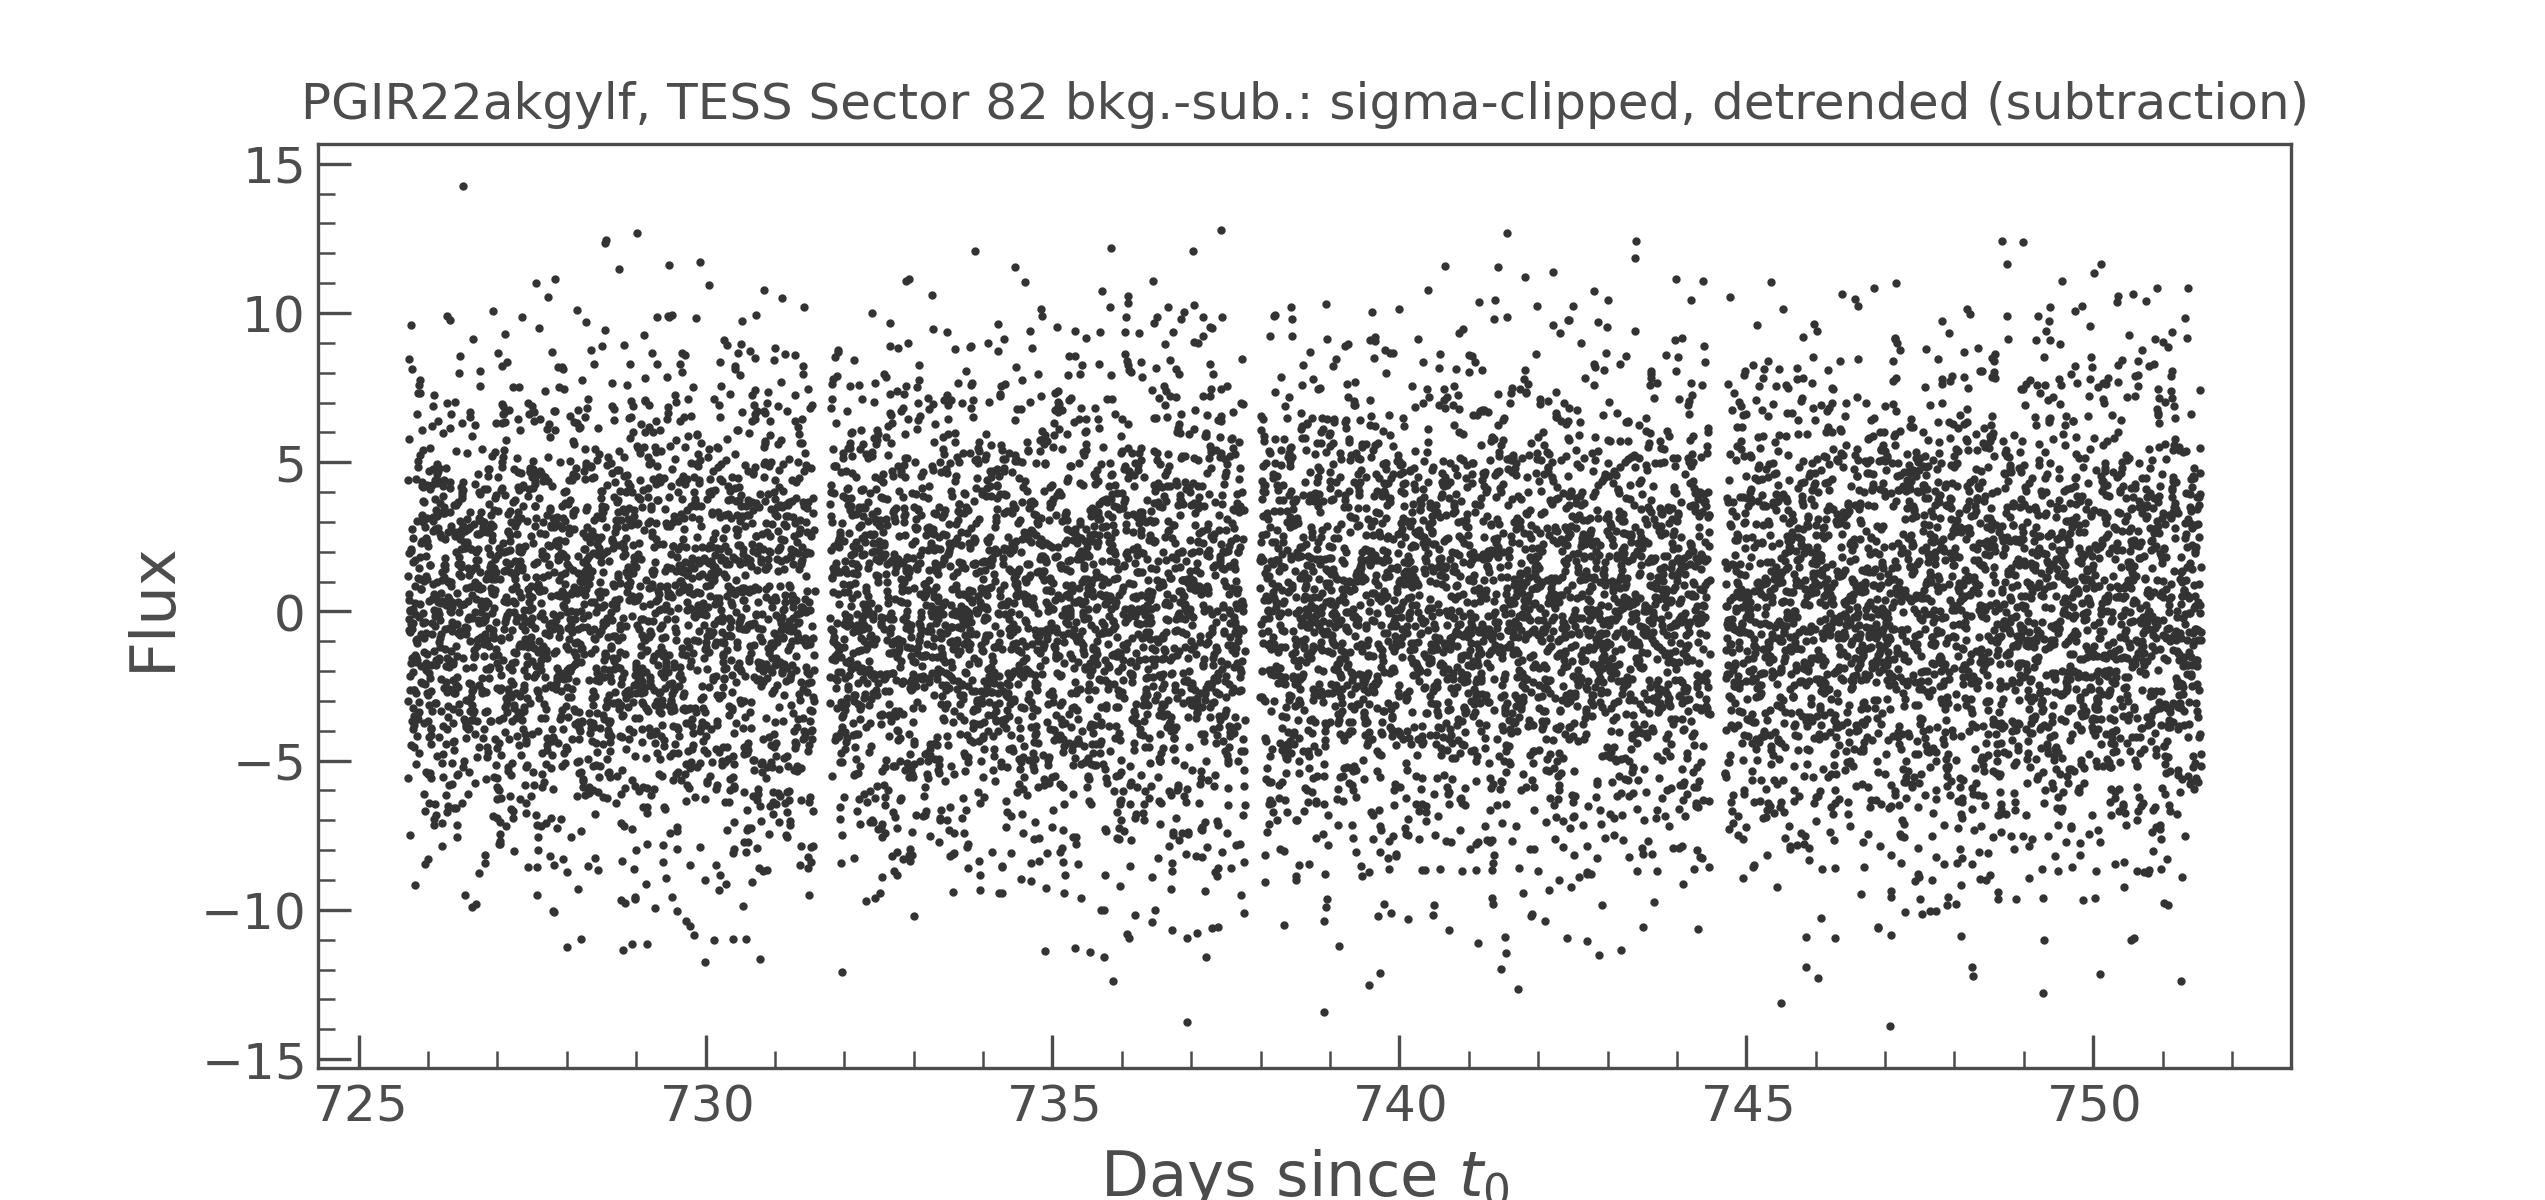 PGIR22akgylf, TESS Sector 82 bkg.-sub.: sigma-clipped, detrended (subtraction)
15
10
5
0
−5
−10
−15
Flux
725 730 735 740 745 750
Days since t₀